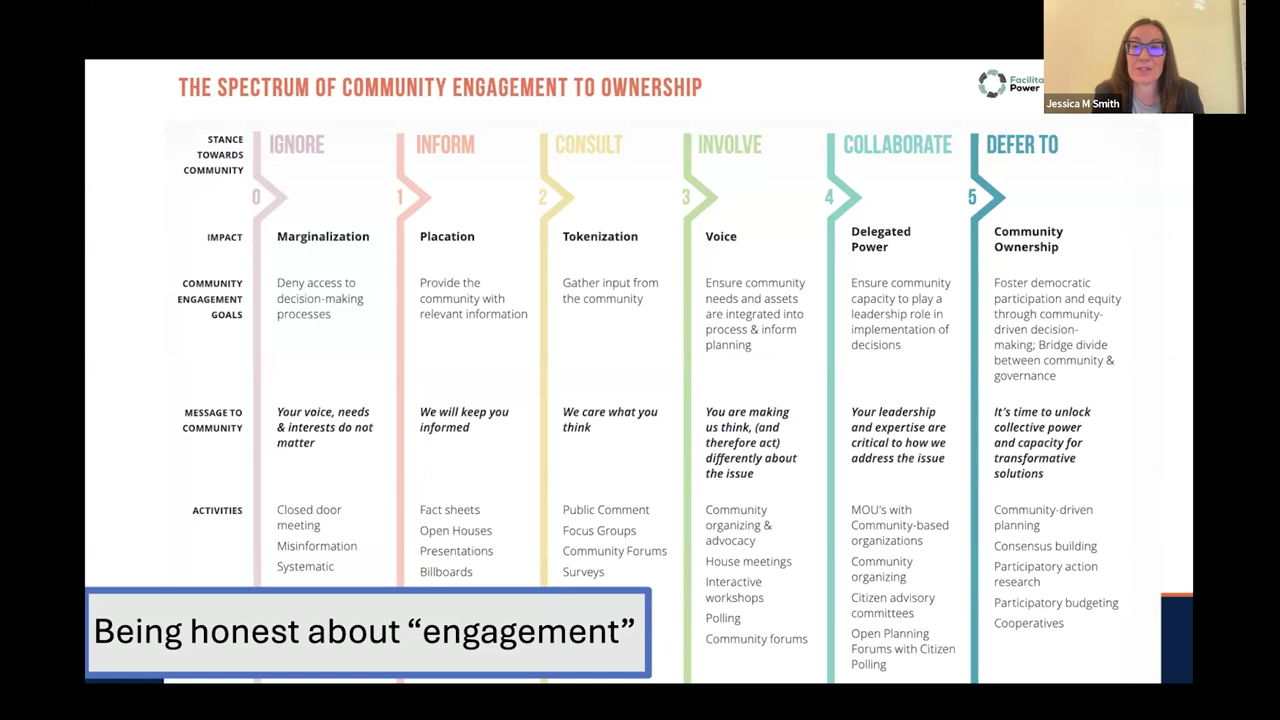 THE SPECTRUM OF COMMUNITY ENGAGEMENT TO OWNERSHIP
Power
Jessica M Smith
STANCE
TOWARDS
COMMUNITY
IGNORE
INFORM
CONSULT
INVOLVE
COLLABORATE
DEFER TO
0
1
2
3
4
5
IMPACT
Marginalization
Placation
Tokenization
Voice
Delegated
Power
Community
Ownership
COMMUNITY
ENGAGEMENT
GOALS
Deny access to
decision-making
processes
Provide the
community with
relevant information
Gather input from
the community
Ensure community
needs and assets
are integrated into
process & inform
planning
Ensure community
capacity to play a
leadership role in
implementation of
decisions
Foster democratic
participation and equity
through community-
driven decision-
making; Bridge divide
between community &
governance
MESSAGE TO
COMMUNITY
Your voice, needs
& interests do not
matter
We will keep you
informed
We care what you
think
You are making
us think, (and
therefore act)
differently about
the issue
Your leadership
and expertise are
critical to how we
address the issue
It's time to unlock
collective power
and capacity for
transformative
solutions
ACTIVITIES
Closed door
meeting
Misinformation
Systematic
Fact sheets
Open Houses
Presentations
Billboards
Public Comment
Focus Groups
Community Forums
Surveys
Community
organizing &
advocacy
House meetings
Interactive
workshops
Polling
Community forums
MOU's with
Community-based
organizations
Community
organizing
Citizen advisory
committees
Open Planning
Forums with Citizen
Polling
Community-driven
planning
Consensus building
Participatory action
research
Participatory budgeting
Cooperatives
Being honest about “engagement”